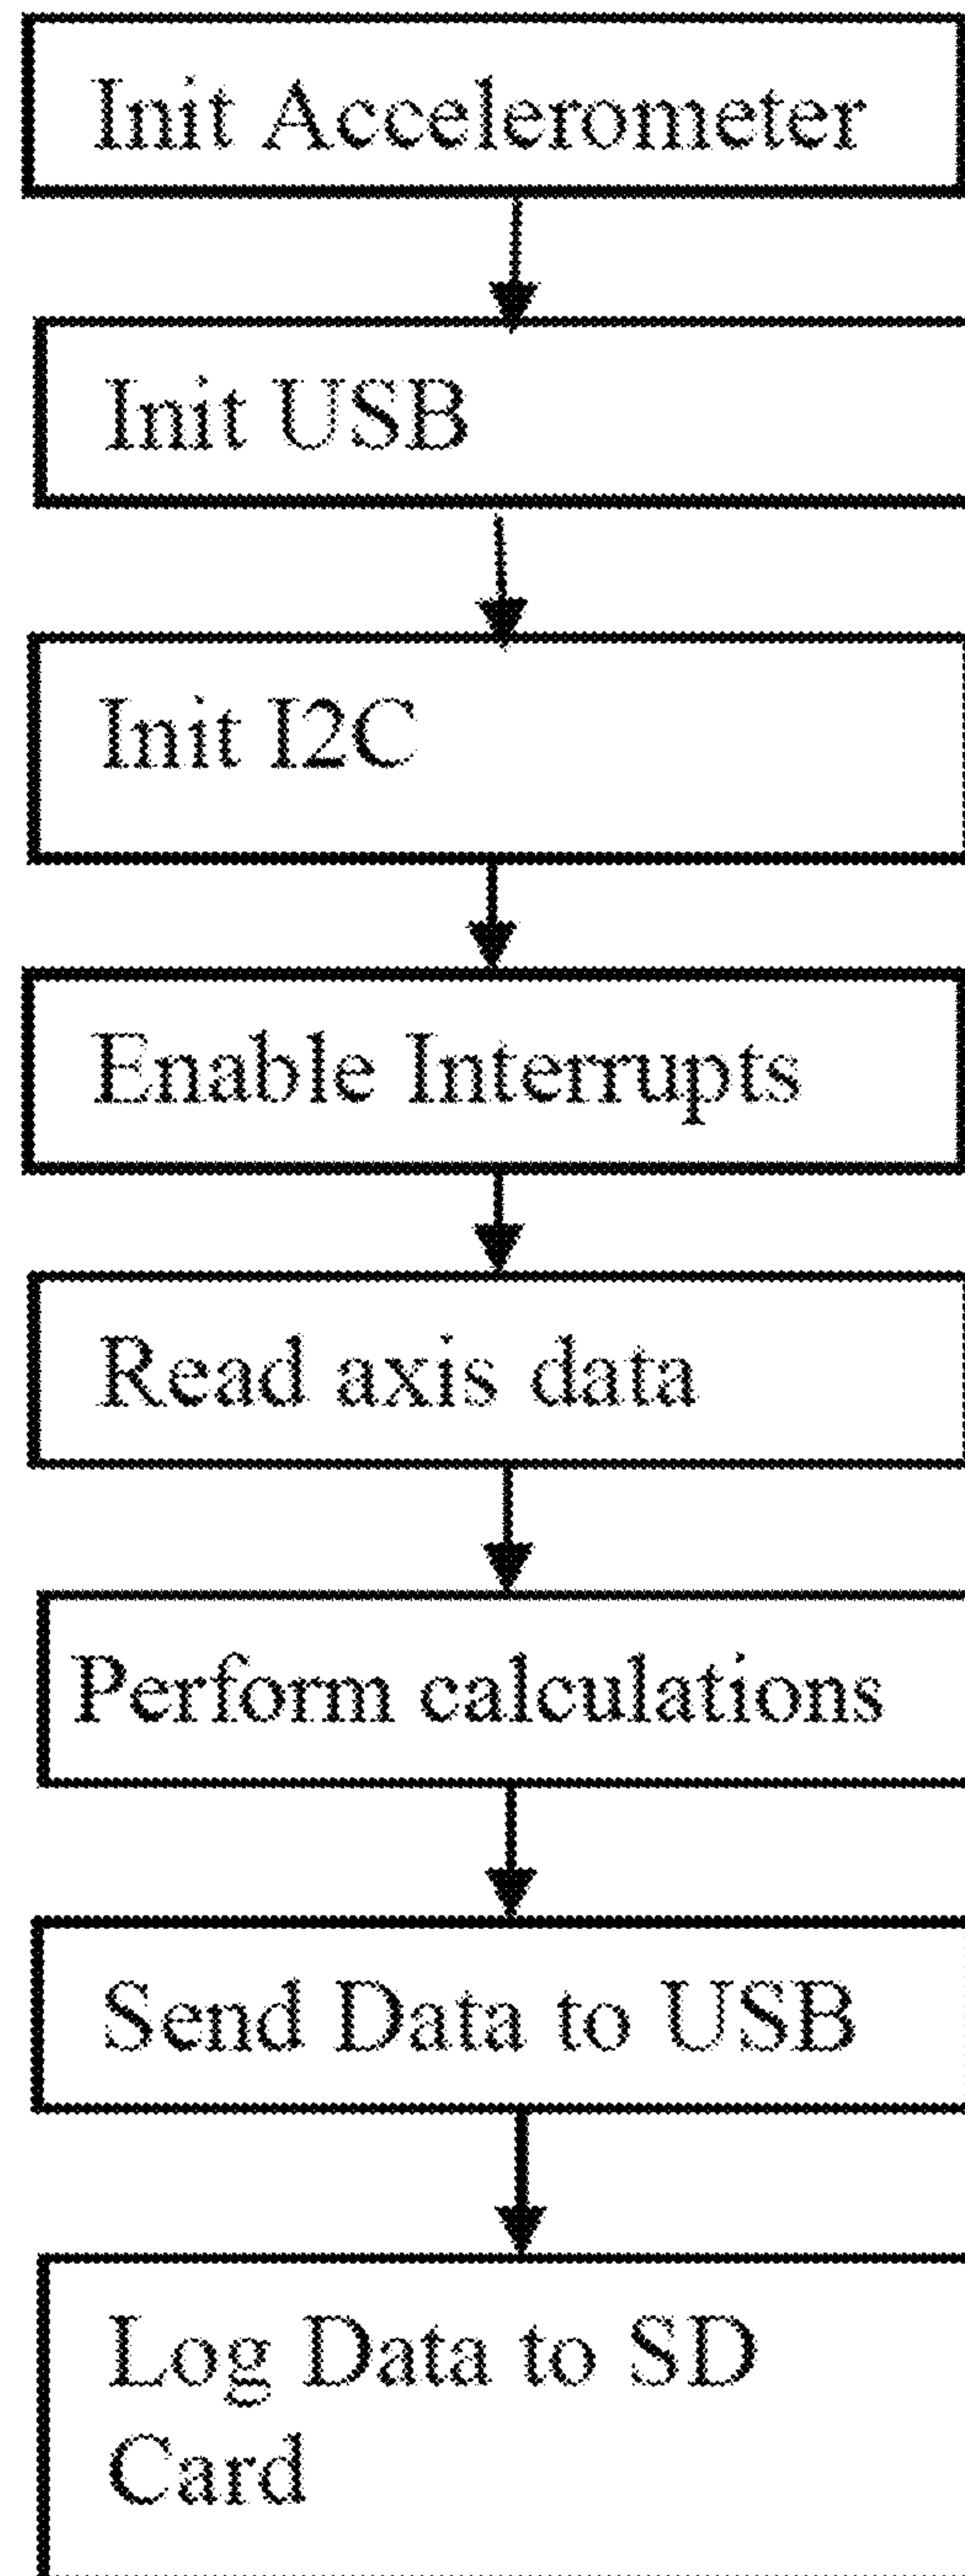 Init Accelerometer
Init USB
Init I2C
Enable Interrupts
Read axis data
Perform calculations
Send Data to USB
Log Data to SD
Card